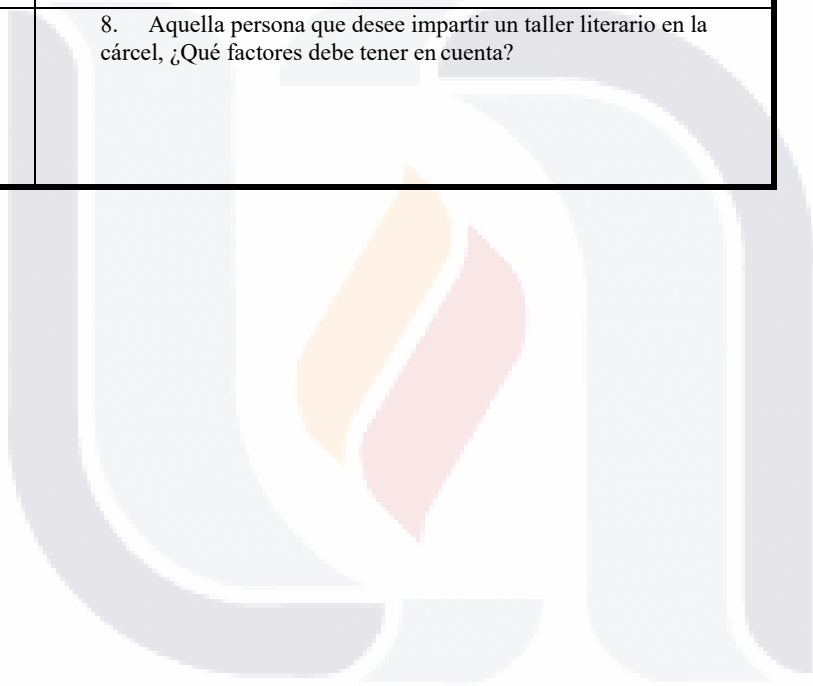 8. Aquella persona que desee impartir un taller literario en la
cárcel, ¿Qué factores debe tener en cuenta?